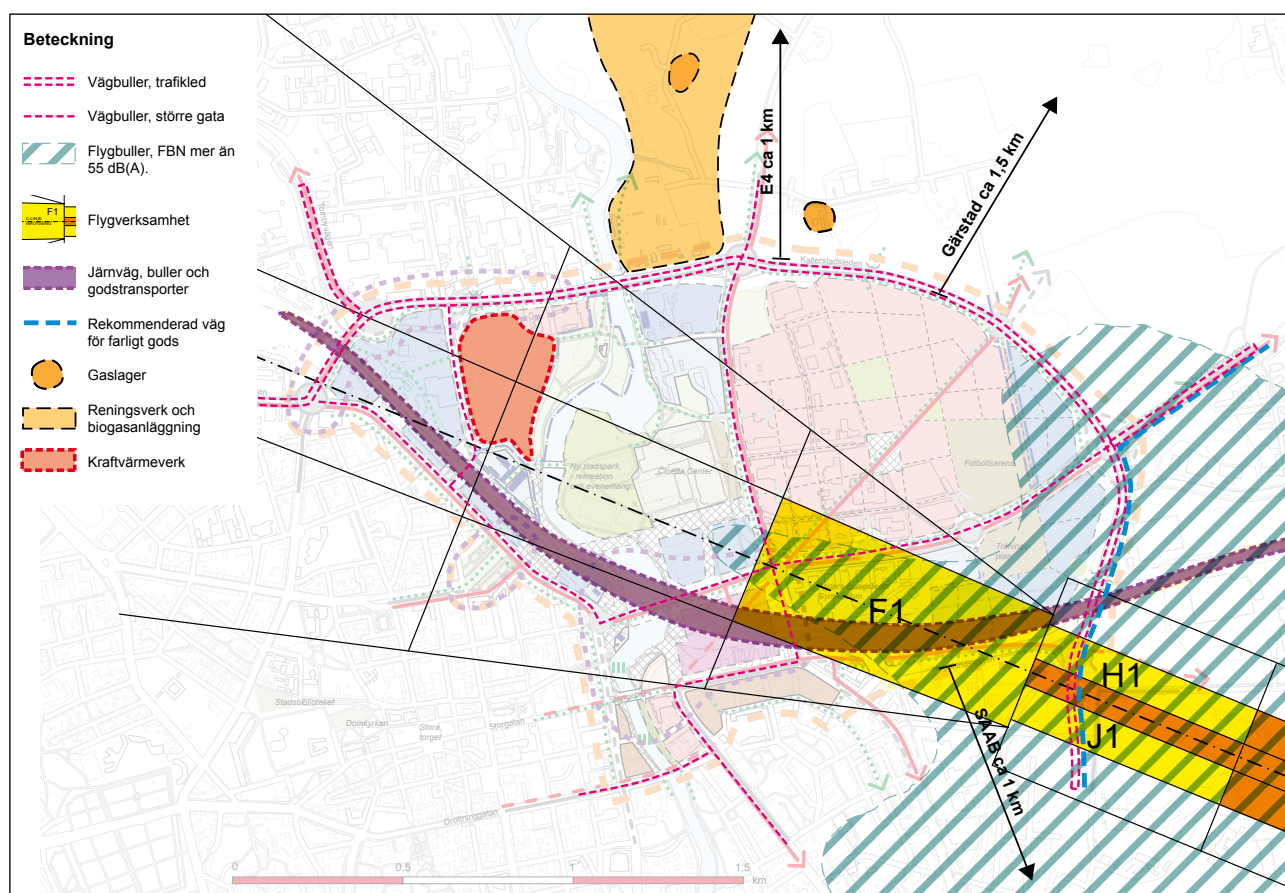 Beteckning
Vägbuller, trafikled
Vägbuller, större gata
Flygbuller, FBN mer än
55 dB(A).
F1
Flygverksamhet
Järnväg, buller och
godstransporter
Rekommenderad väg
för farligt gods
Gaslager
Reningsverk och
biogasanläggning
Kraftvärmeverk
E4 ca 1 km
Gärstad ca 1,5 km
Kallerstadsleden
Ny stadspark,
rekreation
och evenemang
Cloetta Center
Fotbollsarena
F1
H1
J1
SAAB ca 1 km
Stadsbiblioteket
Domkyrkan
Stora
torget
Storgatan
Drottninggatan
0
0,5
1
1,5
km